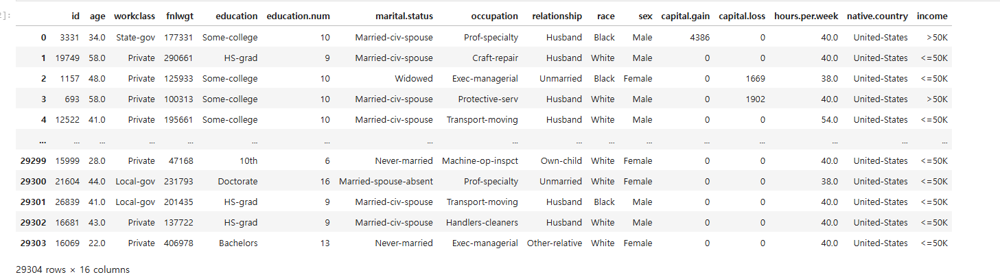 ]:
id age workclass fnlwgt education education.num marital.status occupation relationship race sex capital.gain capital.loss hours.per.week native.country income
0 3331 34.0 State-gov 177331 Some-college 10 Married-civ-spouse Prof-specialty Husband Black Male 4386 0 40.0 United-States >50K
1 19749 58.0 Private 290661 HS-grad 9 Married-civ-spouse Craft-repair Husband White Male 0 0 40.0 United-States <=50K
2 1157 48.0 Private 125933 Some-college 10 Widowed Exec-managerial Unmarried Black Female 0 1669 38.0 United-States <=50K
3 693 58.0 Private 100313 Some-college 10 Married-civ-spouse Protective-serv Husband White Male 0 1902 40.0 United-States >50K
4 12522 41.0 Private 195661 Some-college 10 Married-civ-spouse Transport-moving Husband White Male 0 0 54.0 United-States <=50K
... ... ... ... ... ... ... ... ... ... ... ... ... ... ... ... ...
29299 15999 28.0 Private 47168 10th 6 Never-married Machine-op-inspct Own-child White Female 0 0 40.0 United-States <=50K
29300 21604 44.0 Local-gov 231793 Doctorate 16 Married-spouse-absent Prof-specialty Unmarried White Female 0 0 38.0 United-States <=50K
29301 26839 41.0 Local-gov 201435 HS-grad 9 Married-civ-spouse Transport-moving Husband Black Male 0 0 40.0 United-States <=50K
29302 16681 43.0 Private 137722 HS-grad 9 Married-civ-spouse Handlers-cleaners Husband White Male 0 0 40.0 United-States <=50K
29303 16069 22.0 Private 406978 Bachelors 13 Never-married Exec-managerial Other-relative White Female 0 0 40.0 United-States <=50K
29304 rows × 16 columns